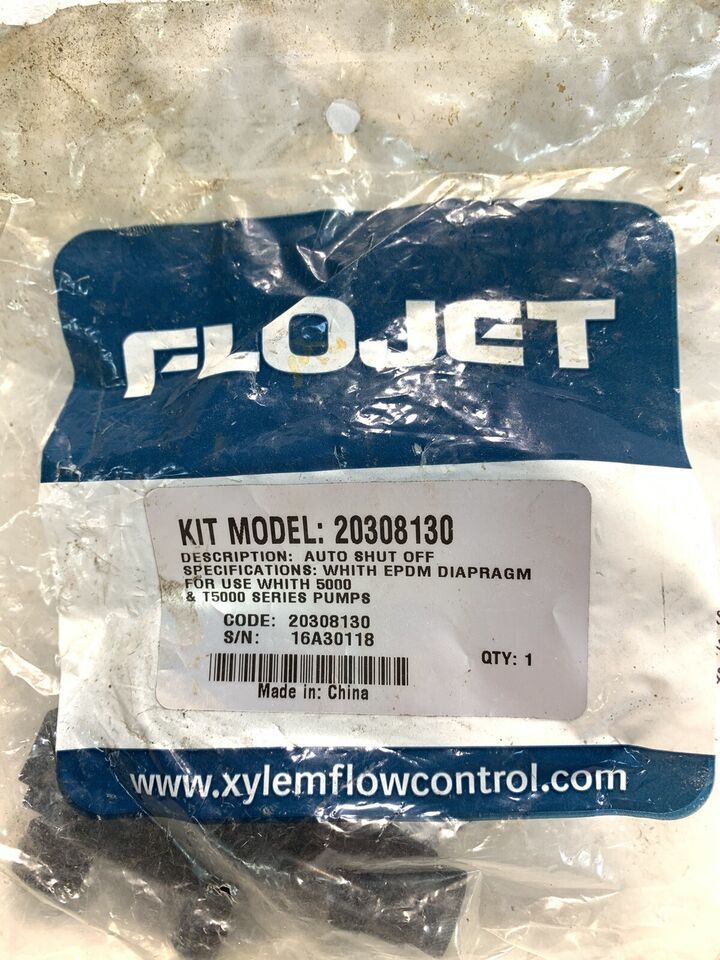 FLOJET
KIT MODEL: 20308130
DESCRIPTION: AUTO SHUT OFF
SPECIFICATIONS: WHITH EPDM DIAPRAGM
FOR USE WHITH 5000
& T5000 SERIES PUMPS
CODE: 20308130
S/N: 16A30118
QTY: 1
Made in: China
www.xylemflowcontrol.com